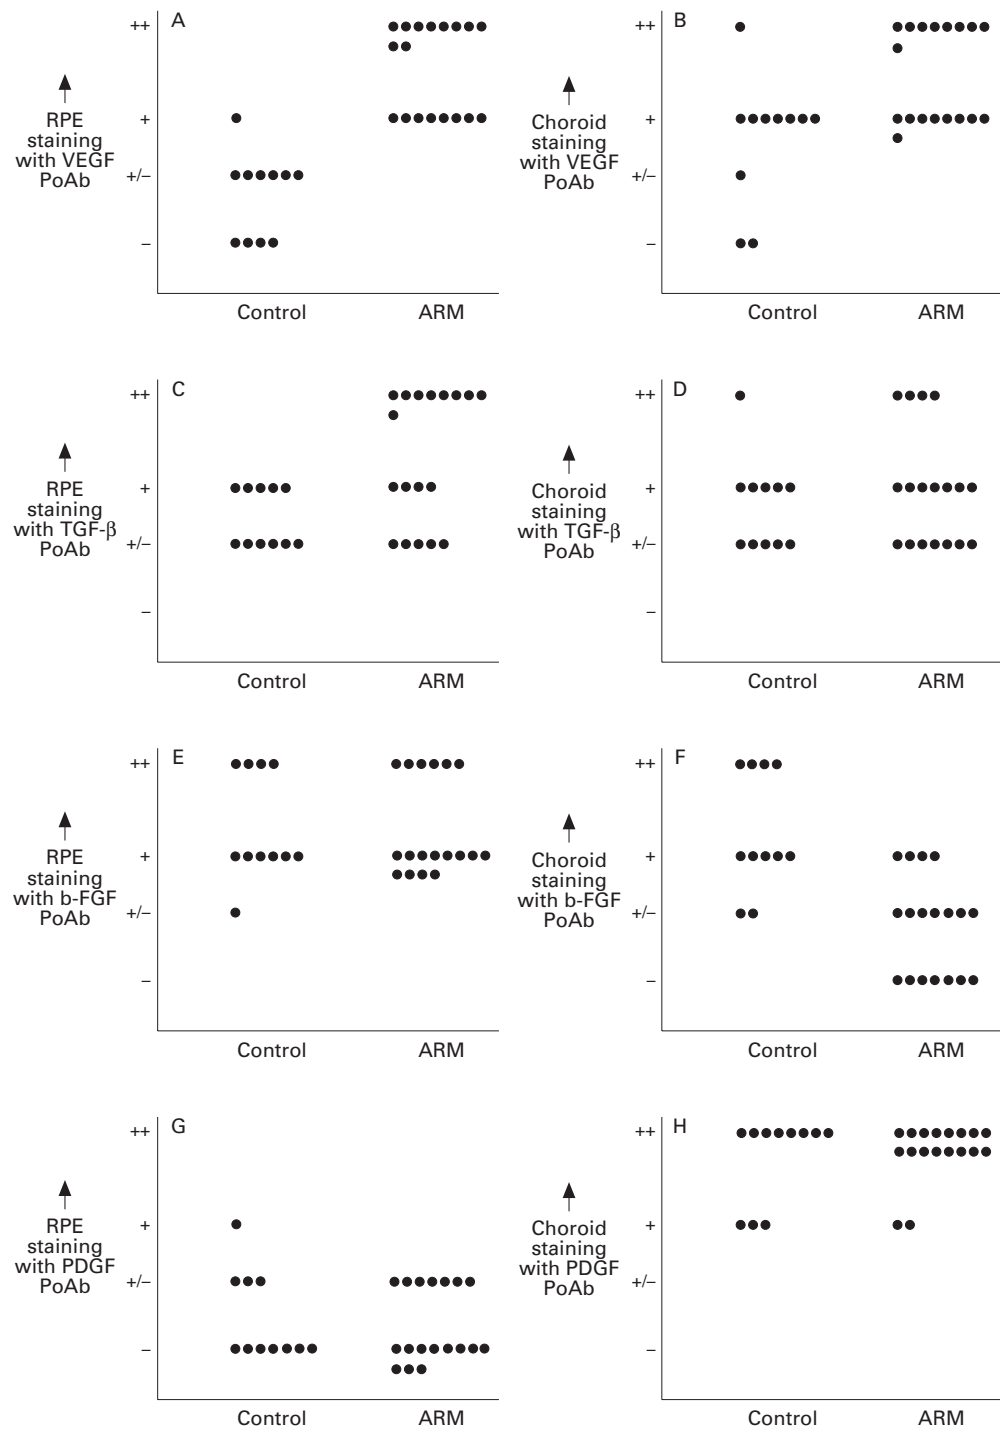 A
++
RPE
staining
with VEGF
PoAb
+
+/–
–
Control ARM
B
++
Choroid
staining
with VEGF
PoAb
+
+/–
–
Control ARM
C
++
RPE
staining
with TGF-β
PoAb
+
+/–
–
Control ARM
D
++
Choroid
staining
with TGF-β
PoAb
+
+/–
–
Control ARM
E
++
RPE
staining
with b-FGF
PoAb
+
+/–
–
Control ARM
F
++
Choroid
staining
with b-FGF
PoAb
+
+/–
–
Control ARM
G
++
RPE
staining
with PDGF
PoAb
+
+/–
–
Control ARM
H
++
Choroid
staining
with PDGF
PoAb
+
+/–
–
Control ARM